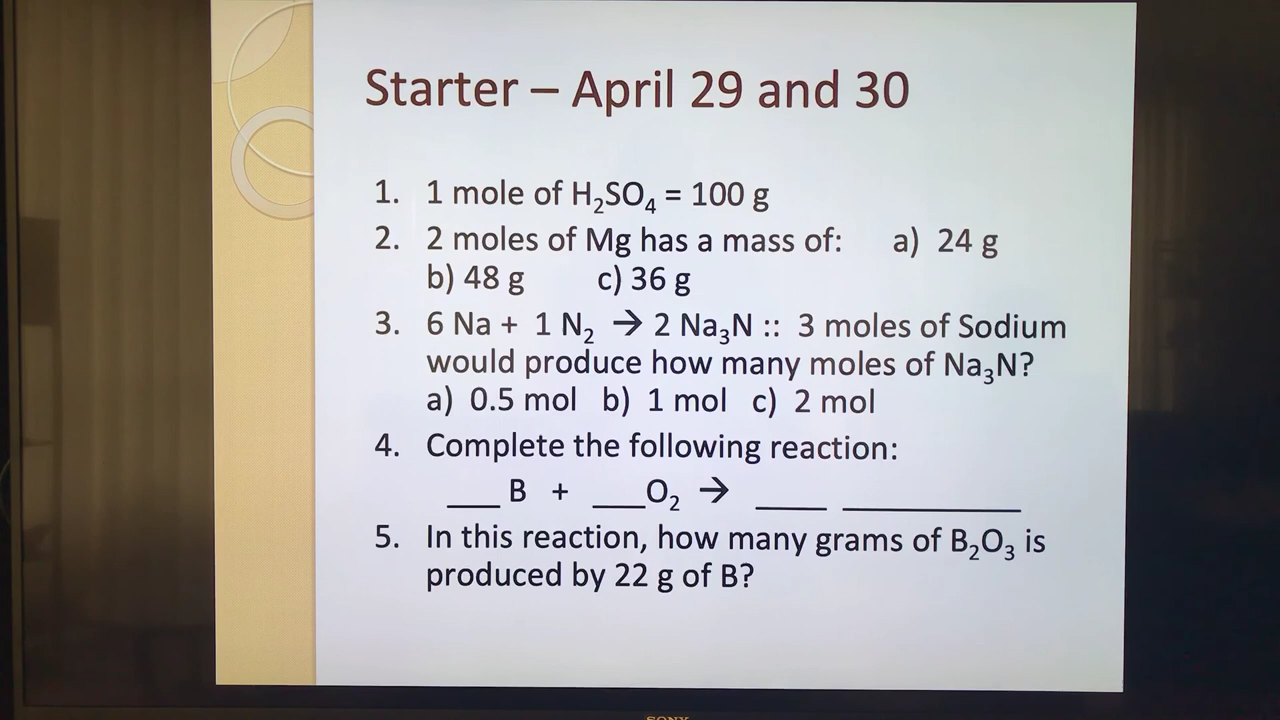 Starter – April 29 and 30
1. 1 mole of H₂SO₄ = 100 g
2. 2 moles of Mg has a mass of: a) 24 g
b) 48 g c) 36 g
3. 6 Na + 1 N₂ → 2 Na₃N :: 3 moles of Sodium
would produce how many moles of Na₃N?
a) 0.5 mol b) 1 mol c) 2 mol
4. Complete the following reaction:
___ B + ___O₂ → ____ __________
5. In this reaction, how many grams of B₂O₃ is
produced by 22 g of B?
SONY